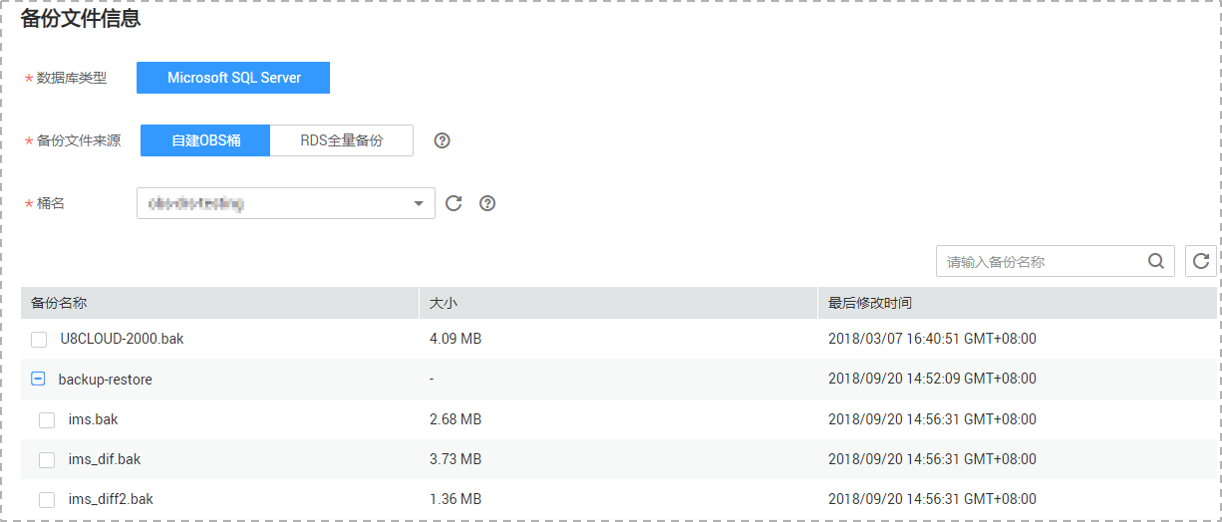 备份文件信息
* 数据库类型 Microsoft SQL Server
* 备份文件来源 自建OBS桶 RDS全量备份
* 桶名
请输入备份名称
备份名称 大小 最后修改时间
U8CLOUD-2000.bak 4.09 MB 2018/03/07 16:40:51 GMT+08:00
backup-restore - 2018/09/20 14:52:09 GMT+08:00
ims.bak 2.68 MB 2018/09/20 14:56:31 GMT+08:00
ims_dif.bak 3.73 MB 2018/09/20 14:56:31 GMT+08:00
ims_diff2.bak 1.36 MB 2018/09/20 14:56:31 GMT+08:00